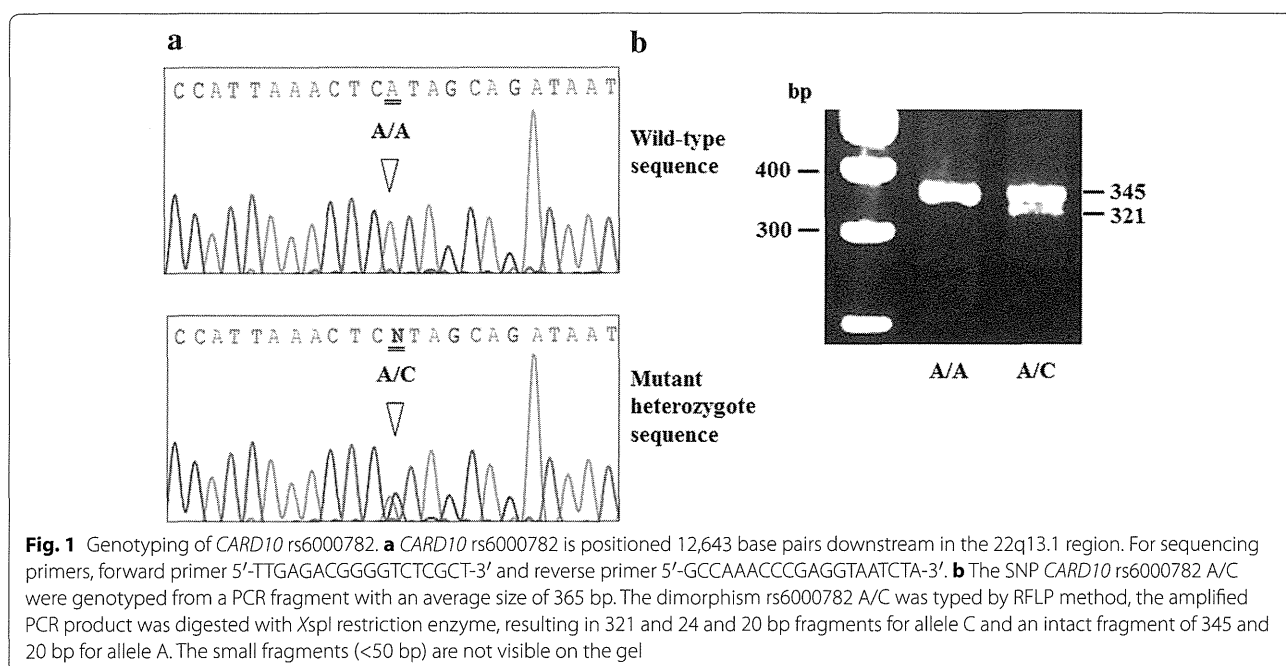 a
b
C C A T T A A A C T C A T A G C A G A T A A T
A/A
Wild-type
sequence
C C A T T A A A C T C N T A G C A G A T A A T
A/C
Mutant
heterozygote
sequence
bp
400
300
345
321
A/A
A/C
Fig. 1 Genotyping of CARD10 rs6000782. a CARD10 rs6000782 is positioned 12,643 base pairs downstream in the 22q13.1 region. For sequencing
primers, forward primer 5′-TTGAGACGGGGTCTCGCT-3′ and reverse primer 5′-GCCAAACCCGAGGTAATCTA-3′. b The SNP CARD10 rs6000782 A/C
were genotyped from a PCR fragment with an average size of 365 bp. The dimorphism rs6000782 A/C was typed by RFLP method, the amplified
PCR product was digested with XspI restriction enzyme, resulting in 321 and 24 and 20 bp fragments for allele C and an intact fragment of 345 and
20 bp for allele A. The small fragments (<50 bp) are not visible on the gel